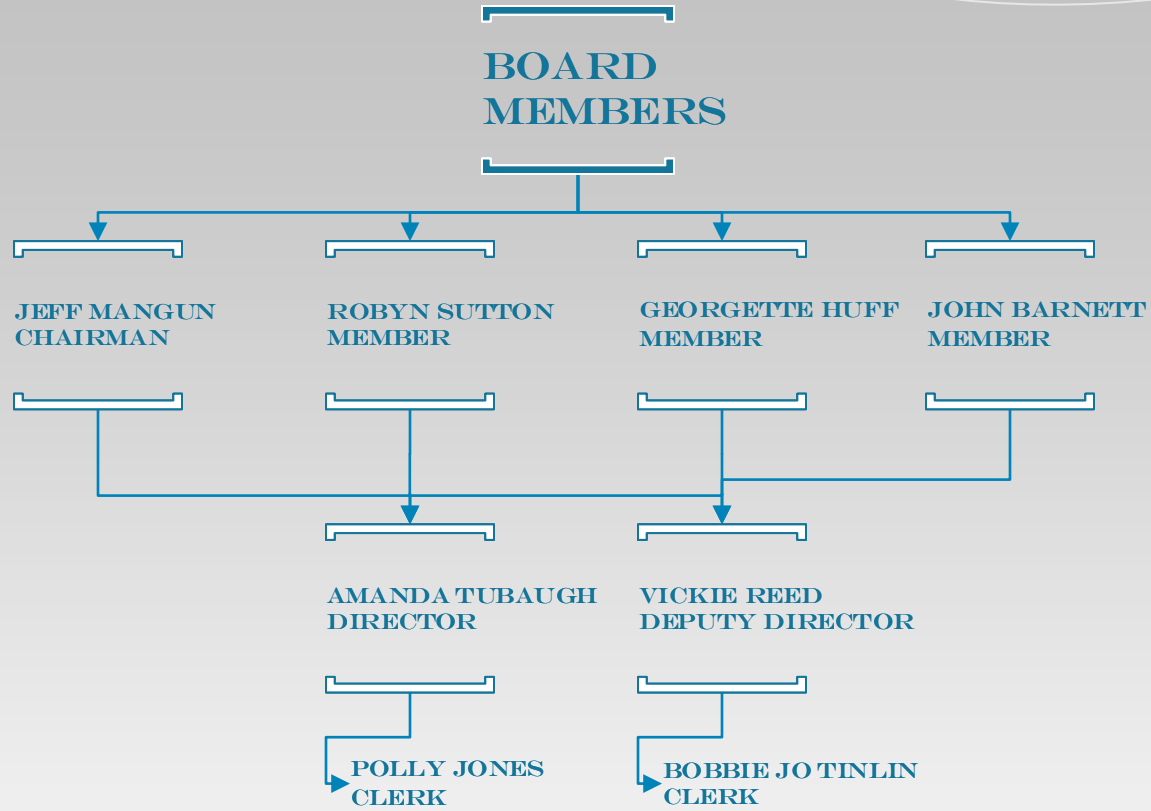 BOARD
MEMBERS
JEFF MANGUN
CHAIRMAN
ROBYN SUTTON
MEMBER
GEORGETTE HUFF
MEMBER
JOHN BARNETT
MEMBER
AMANDA TUBAUGH
DIRECTOR
VICKIE REED
DEPUTY DIRECTOR
POLLY JONES
CLERK
BOBBIE JO TINLIN
CLERK